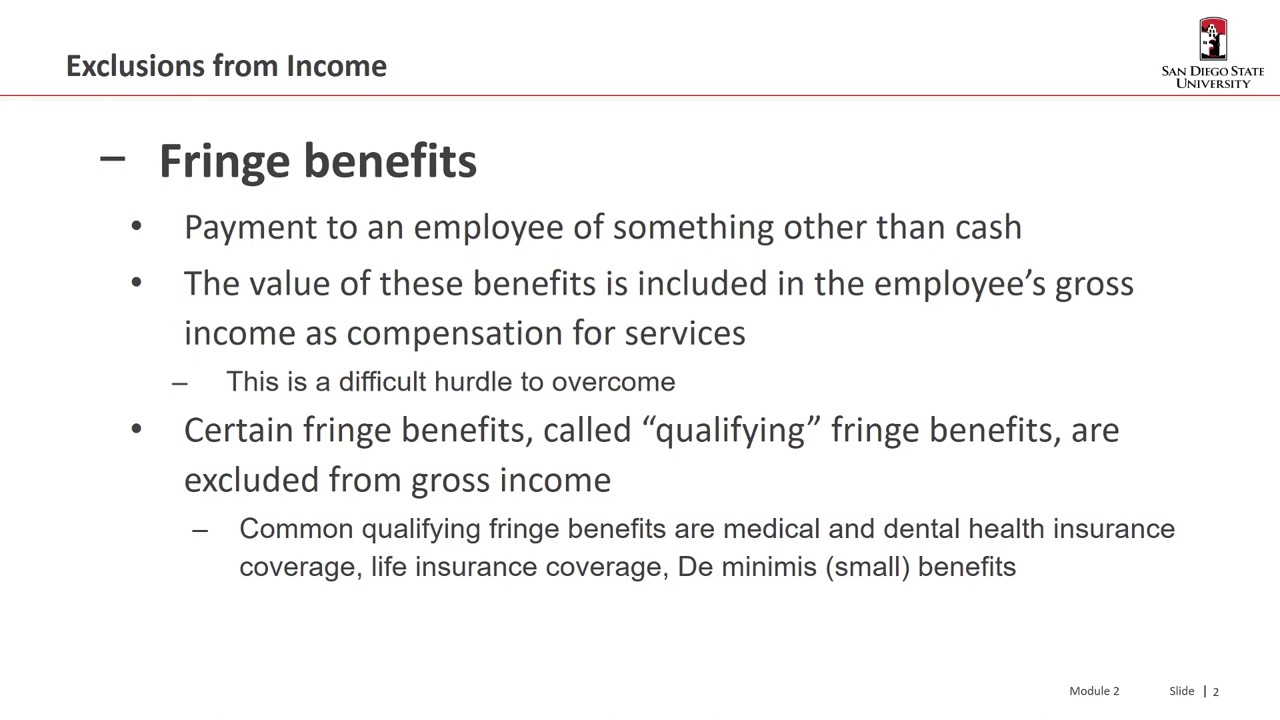 Exclusions from Income
SAN DIEGO STATE
UNIVERSITY
– Fringe benefits
• Payment to an employee of something other than cash
• The value of these benefits is included in the employee’s gross
income as compensation for services
– This is a difficult hurdle to overcome
• Certain fringe benefits, called “qualifying” fringe benefits, are
excluded from gross income
– Common qualifying fringe benefits are medical and dental health insurance
coverage, life insurance coverage, De minimis (small) benefits
Module 2 Slide | 2